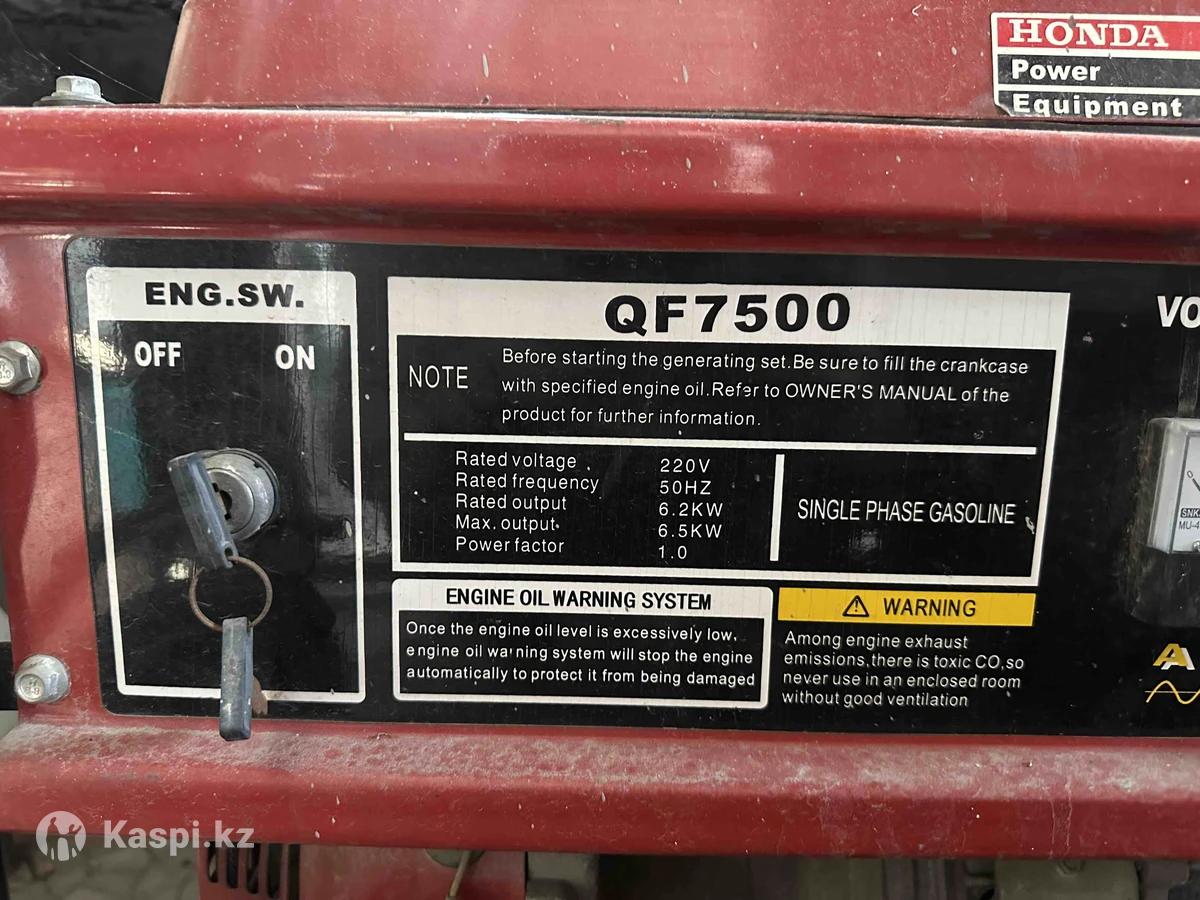 HONDA
Power
Equipment
ENG.SW.
OFF ON
QF7500
NOTE
Before starting the generating set.Be sure to fill the crankcase
with specified engine oil.Refer to OWNER'S MANUAL of the
product for further information.
Rated voltage 220V
Rated frequency 50HZ
Rated output 6.2KW
Max. output 6.5KW
Power factor 1.0
SINGLE PHASE GASOLINE
ENGINE OIL WARNING SYSTEM
Once the engine oil level is excessively low,
engine oil warning system will stop the engine
automatically to protect it from being damaged
WARNING
Among engine exhaust
emissions,there is toxic CO,so
never use in an enclosed room
without good ventilation
VO
SNK
MU-4
Kaspi.kz